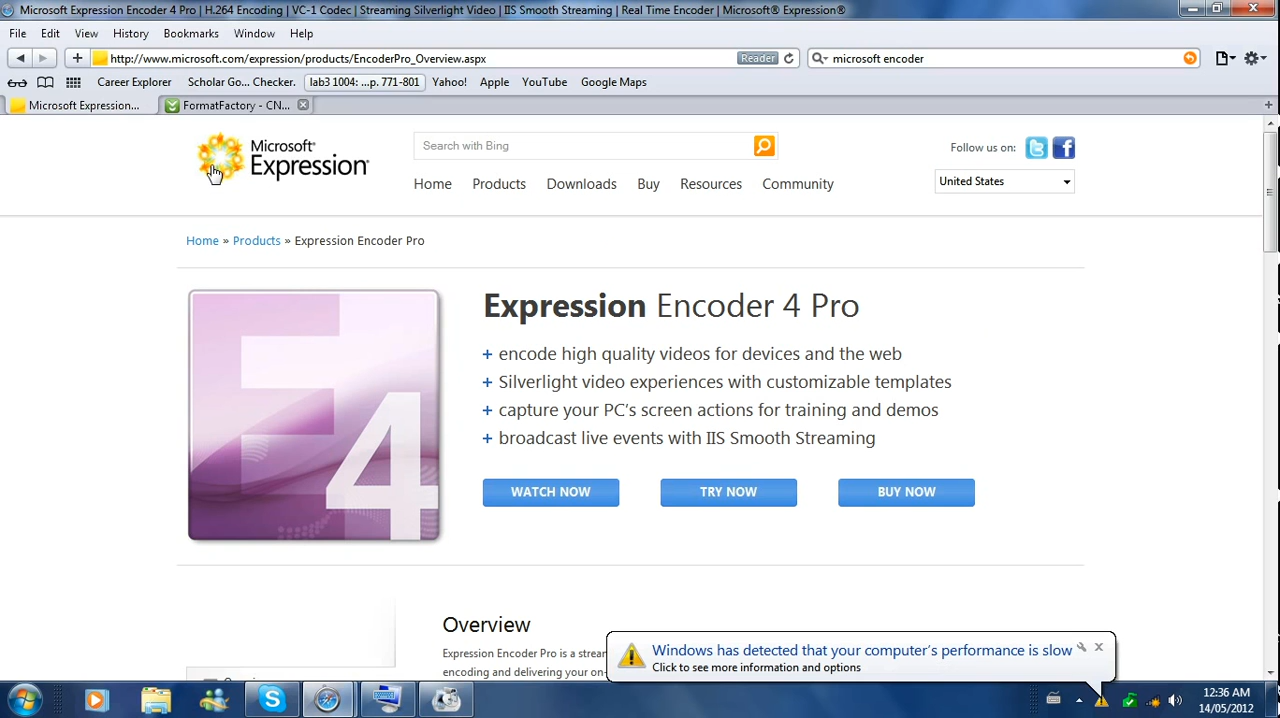 Microsoft Expression Encoder 4 Pro | H.264 Encoding | VC-1 Codec | Streaming Silverlight Video | IIS Smooth Streaming | Real Time Encoder | Microsoft® Expression®
File Edit View History Bookmarks Window Help
http://www.microsoft.com/expression/products/EncoderPro_Overview.aspx Reader microsoft encoder
Career Explorer Scholar Go... Checker. lab3 1004: ...p. 771-801 Yahoo! Apple YouTube Google Maps
Microsoft Expression... FormatFactory - CN...
Microsoft® Expression®
Search with Bing
Follow us on:
Home Products Downloads Buy Resources Community
United States
Home » Products » Expression Encoder Pro
E4
Expression Encoder 4 Pro
+ encode high quality videos for devices and the web
+ Silverlight video experiences with customizable templates
+ capture your PC's screen actions for training and demos
+ broadcast live events with IIS Smooth Streaming
WATCH NOW TRY NOW BUY NOW
Overview
Expression Encoder Pro is a
encoding and delivering your
Windows has detected that your computer's performance is slow
Click to see more information and options
12:36 AM
14/05/2012